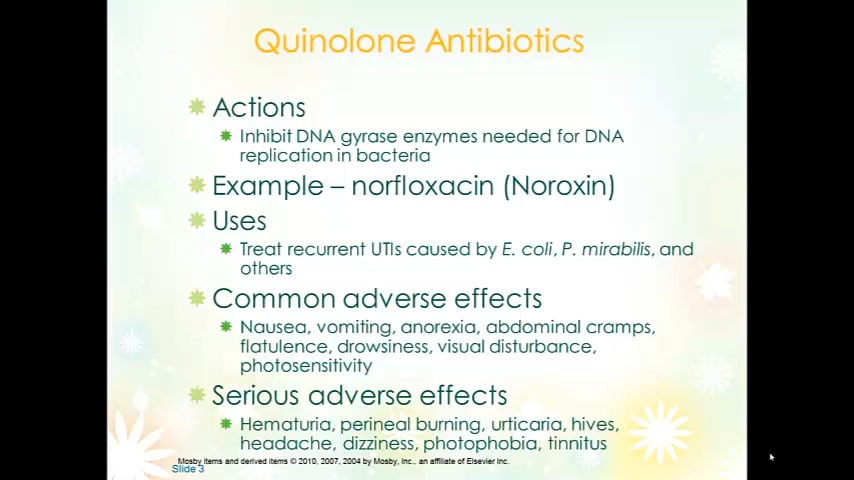 Quinolone Antibiotics
Actions
Inhibit DNA gyrase enzymes needed for DNA
replication in bacteria
Example – norfloxacin (Noroxin)
Uses
Treat recurrent UTIs caused by E. coli, P. mirabilis, and
others
Common adverse effects
Nausea, vomiting, anorexia, abdominal cramps,
flatulence, drowsiness, visual disturbance,
photosensitivity
Serious adverse effects
Hematuria, perineal burning, urticaria, hives,
headache, dizziness, photophobia, tinnitus
Mosby items and derived items © 2010, 2007, 2004 by Mosby, Inc., an affiliate of Elsevier Inc.
Slide 3